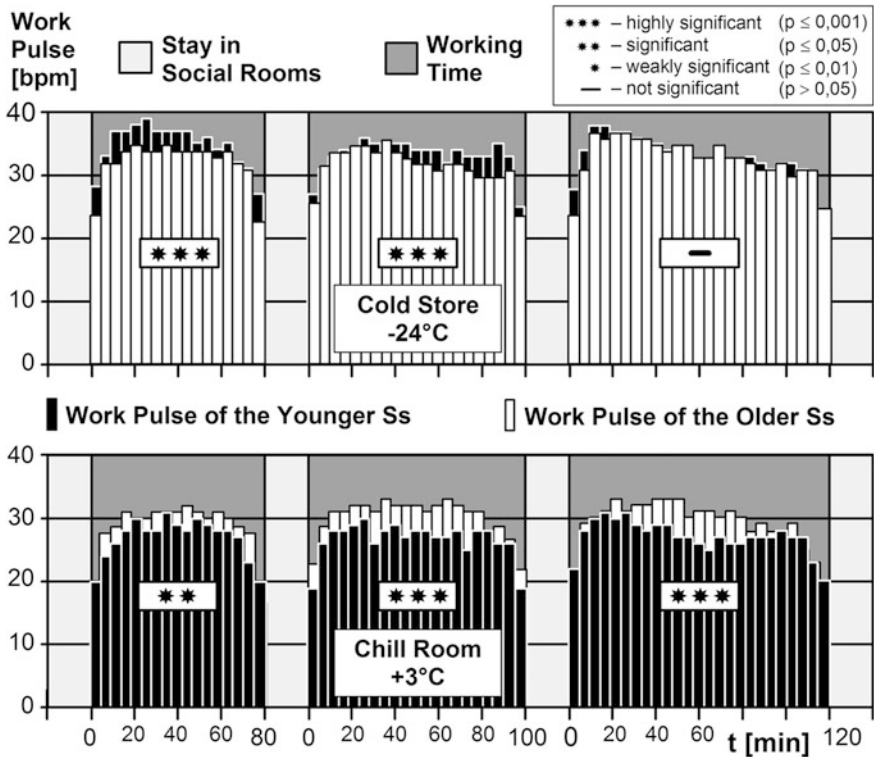 Work
Pulse
[bpm]
Stay in
Social Rooms
Working
Time
✷✷✷ – highly significant (p ≤ 0,001)
✷✷ – significant (p ≤ 0,05)
✷ – weakly significant (p ≤ 0,01)
— – not significant (p > 0,05)
40
30
20
10
0
✷✷✷
✷✷✷
—
Cold Store
-24°C
Work Pulse of the Younger Ss
Work Pulse of the Older Ss
40
30
20
10
0
✷✷
✷✷✷
✷✷✷
Chill Room
+3°C
0 20 40 60 80 0 20 40 60 100 0 20 40 60 t [min] 120